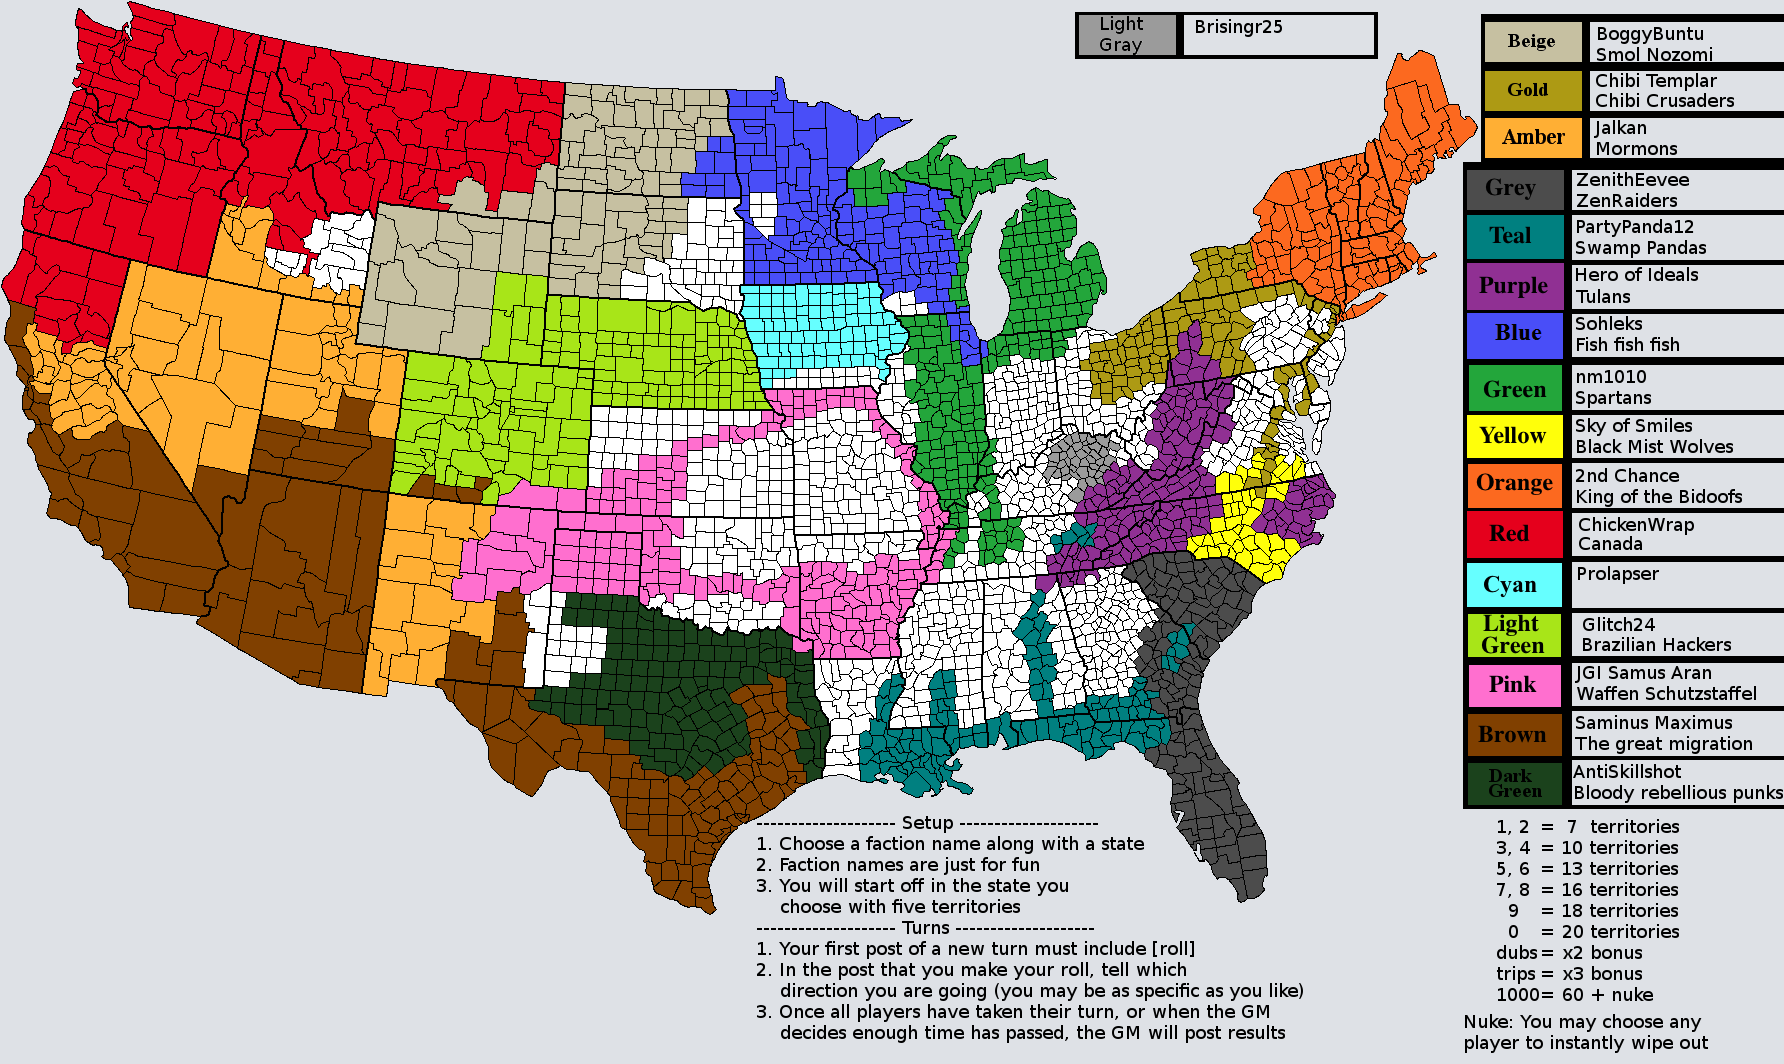 Light
Gray
Brisingr25
Beige
BoggyBuntu
Smol Nozomi
Gold
Chibi Templar
Chibi Crusaders
Amber
Jalkan
Mormons
Grey
ZenithEevee
ZenRaiders
Teal
PartyPanda12
Swamp Pandas
Purple
Hero of Ideals
Tulans
Blue
Sohleks
Fish fish fish
Green
nm1010
Spartans
Yellow
Sky of Smiles
Black Mist Wolves
Orange
2nd Chance
King of the Bidoofs
Red
ChickenWrap
Canada
Cyan
Prolapser
Light
Green
Glitch24
Brazilian Hackers
Pink
JGI Samus Aran
Waffen Schutzstaffel
Brown
Saminus Maximus
The great migration
Dark
Green
AntiSkillshot
Bloody rebellious punks
-------------------- Setup --------------------
1. Choose a faction name along with a state
2. Faction names are just for fun
3. You will start off in the state you
choose with five territories
-------------------- Turns --------------------
1. Your first post of a new turn must include [roll]
2. In the post that you make your roll, tell which
direction you are going (you may be as specific as you like)
3. Once all players have taken their turn, or when the GM
decides enough time has passed, the GM will post results
1, 2 = 7 territories
3, 4 = 10 territories
5, 6 = 13 territories
7, 8 = 16 territories
9 = 18 territories
0 = 20 territories
dubs = x2 bonus
trips = x3 bonus
1000= 60 + nuke
Nuke: You may choose any
player to instantly wipe out